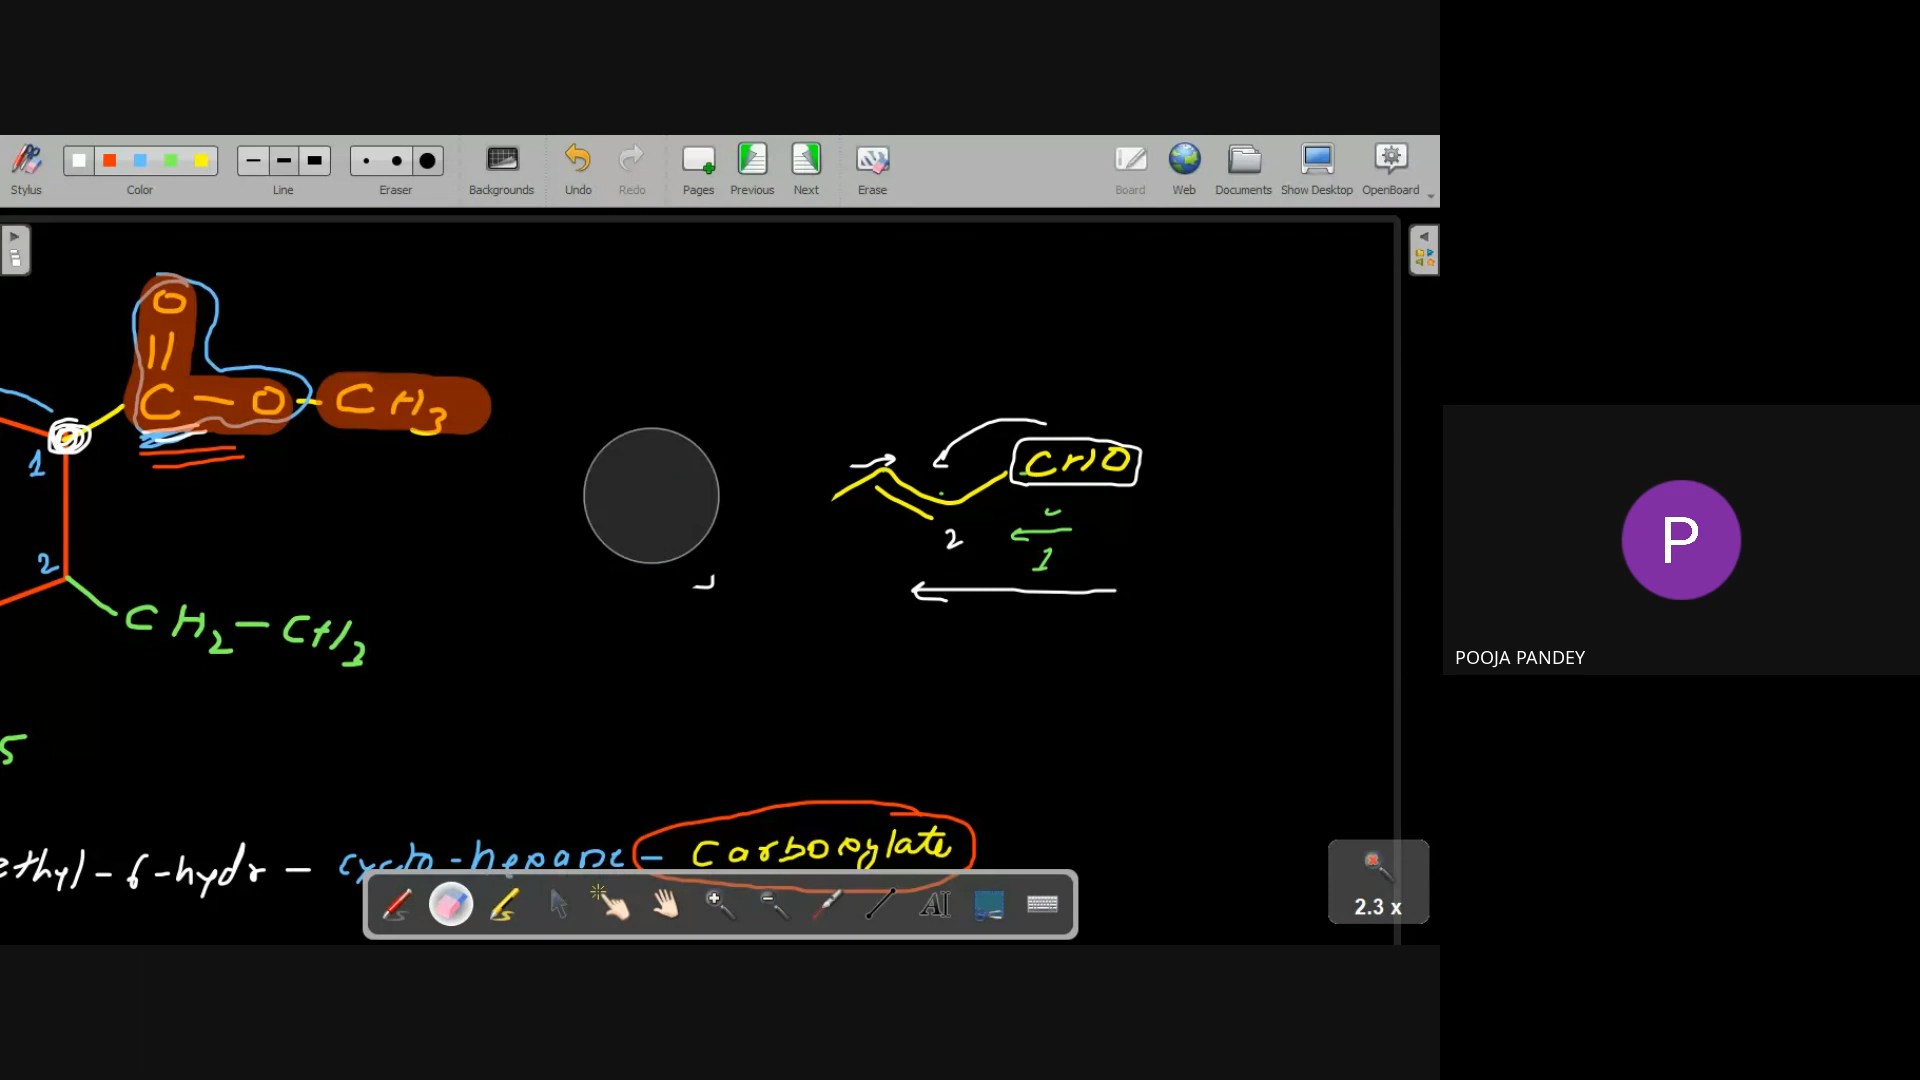 Stylus Color Line Eraser Backgrounds Undo Redo Pages Previous Next Erase Board Web Documents Show Desktop OpenBoard
O
||
C - O - CH3
1
CHO
2
1
2
CH2 - CH3
5
P
POOJA PANDEY
ethyl - 6 - hydr - cyclo - hexane - Carboxylate
AI
2.3 x